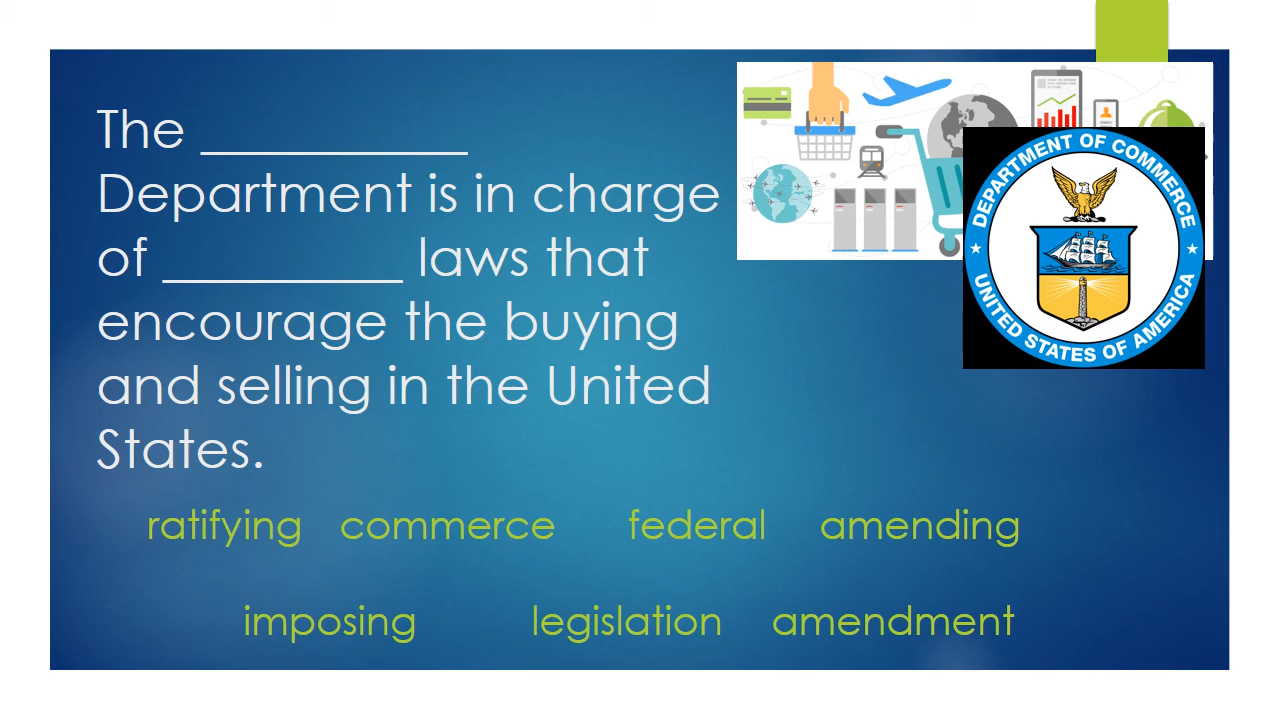 The __________
Department is in charge
of _________ laws that
encourage the buying
and selling in the United
States.
DEPARTMENT OF COMMERCE
UNITED STATES OF AMERICA
ratifying commerce federal amending
imposing legislation amendment